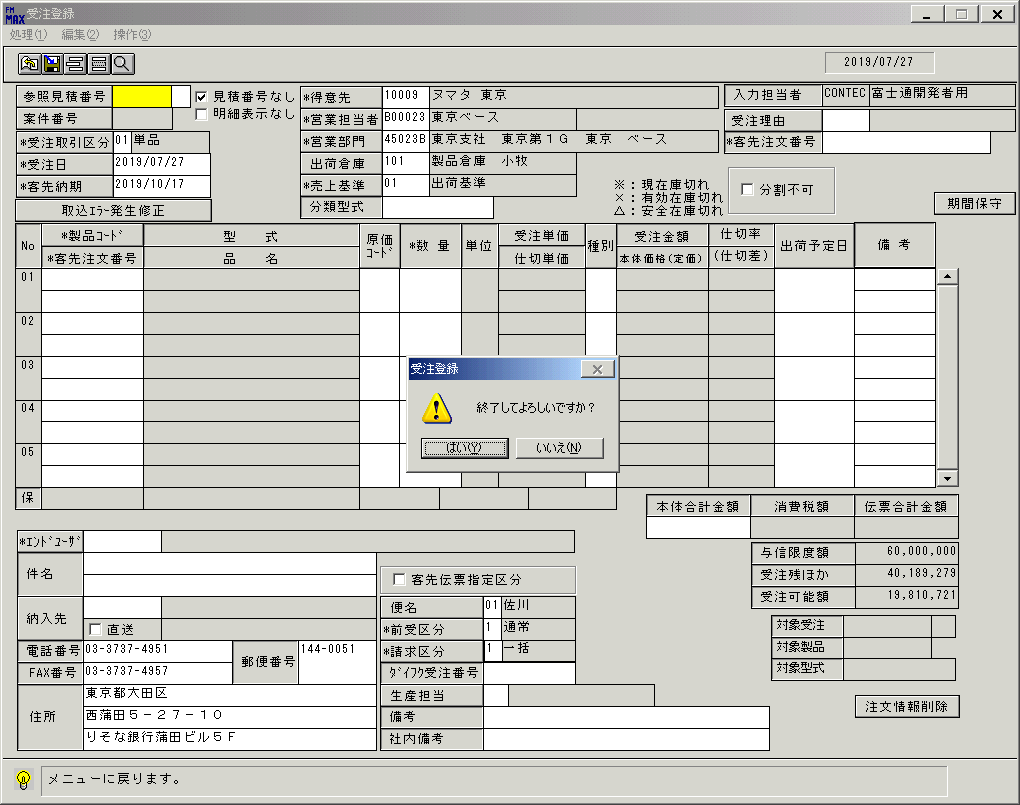 FM MAX 受注登録
処理(1) 編集(2) 操作(3)
2019/07/27
参照見積番号 見積番号なし
案件番号 明細表示なし
*受注取引区分 01 単品
*受注日 2019/07/27
*客先納期 2019/10/17
取込ｴﾗｰ発生修正
*得意先 10009 ヌマタ 東京
*営業担当者 B00023 東京ベース
*営業部門 45023B 東京支社 東京第１Ｇ 東京 ベース
出荷倉庫 101 製品倉庫 小牧
*売上基準 01 出荷基準
分類型式
入力担当者 CONTEC 富士通開発者用
受注理由
*客先注文番号
※：現在庫切れ
×：有効在庫切れ
△：安全在庫切れ
分割不可
期間保守
No *製品ｺｰﾄﾞ 型 式 原価ｺｰﾄﾞ *数 量 単位 受注単価 種別 受注金額 仕切率 出荷予定日 備 考
*客先注文番号 品 名 仕切単価 本体価格(定価) (仕切差)
01
02
03
04
05
保
受注登録
終了してよろしいですか？
はい(Y) いいえ(N)
本体合計金額 消費税額 伝票合計金額
与信限度額 60,000,000
受注残ほか 40,189,279
受注可能額 19,810,721
対象受注
対象製品
対象型式
注文情報削除
*ｴﾝﾄﾞﾕｰｻﾞ
件名
納入先
直送
電話番号 03-3737-4951
FAX番号 03-3737-4957
郵便番号 144-0051
住所 東京都大田区
西蒲田５－２７－１０
りそな銀行蒲田ビル５Ｆ
客先伝票指定区分
便名 01 佐川
*前受区分 1 通常
*請求区分 1 一括
ﾀﾞｲﾌｸ受注番号
生産担当
備考
社内備考
メニューに戻ります。